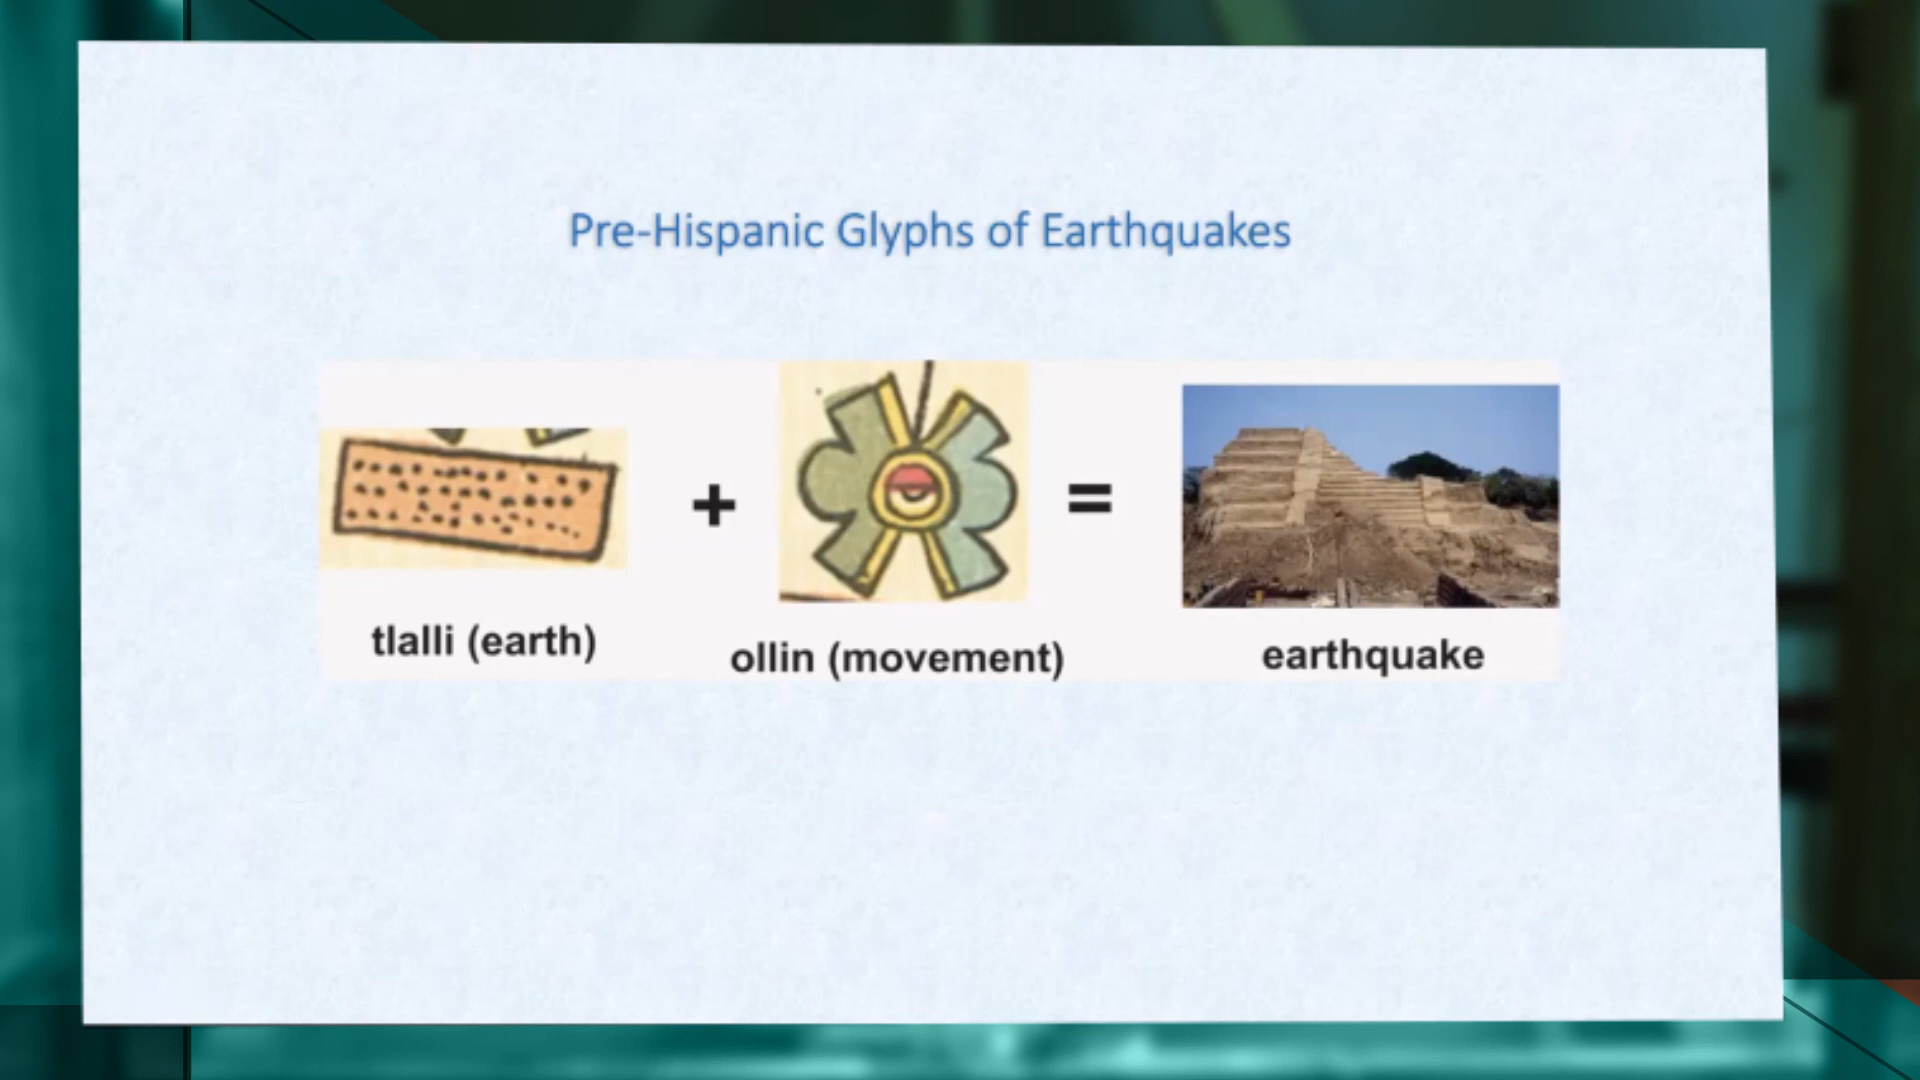 Pre-Hispanic Glyphs of Earthquakes
+
=
tlalli (earth)
ollin (movement)
earthquake